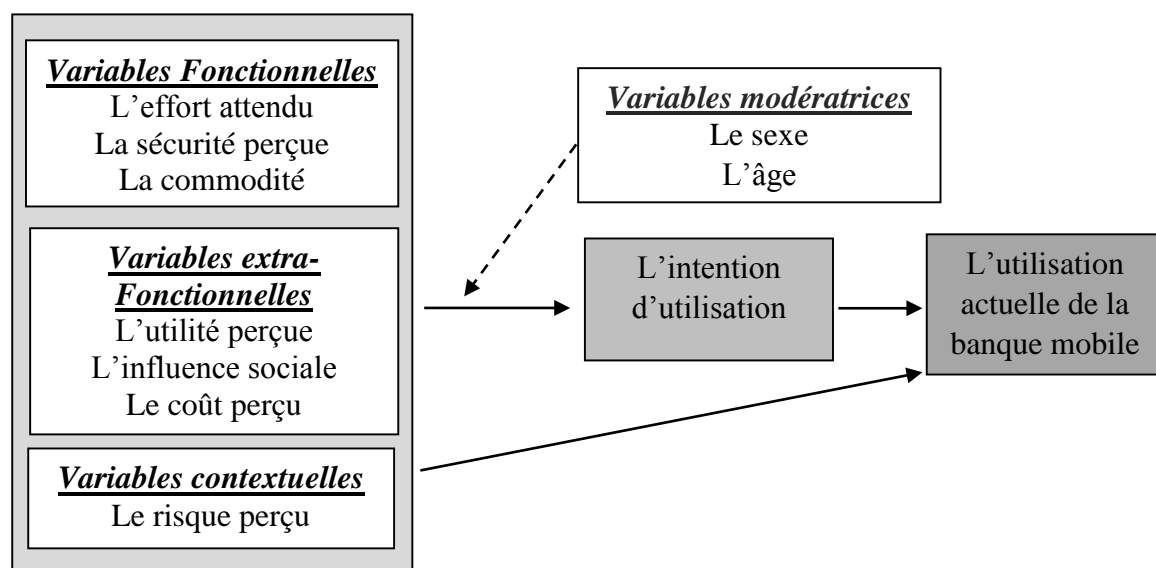 Variables Fonctionnelles
L’effort attendu
La sécurité perçue
La commodité
Variables extra-
Fonctionnelles
L’utilité perçue
L’influence sociale
Le coût perçu
Variables contextuelles
Le risque perçu
Variables modératrices
Le sexe
L’âge
L’intention
d’utilisation
L’utilisation
actuelle de la
banque mobile